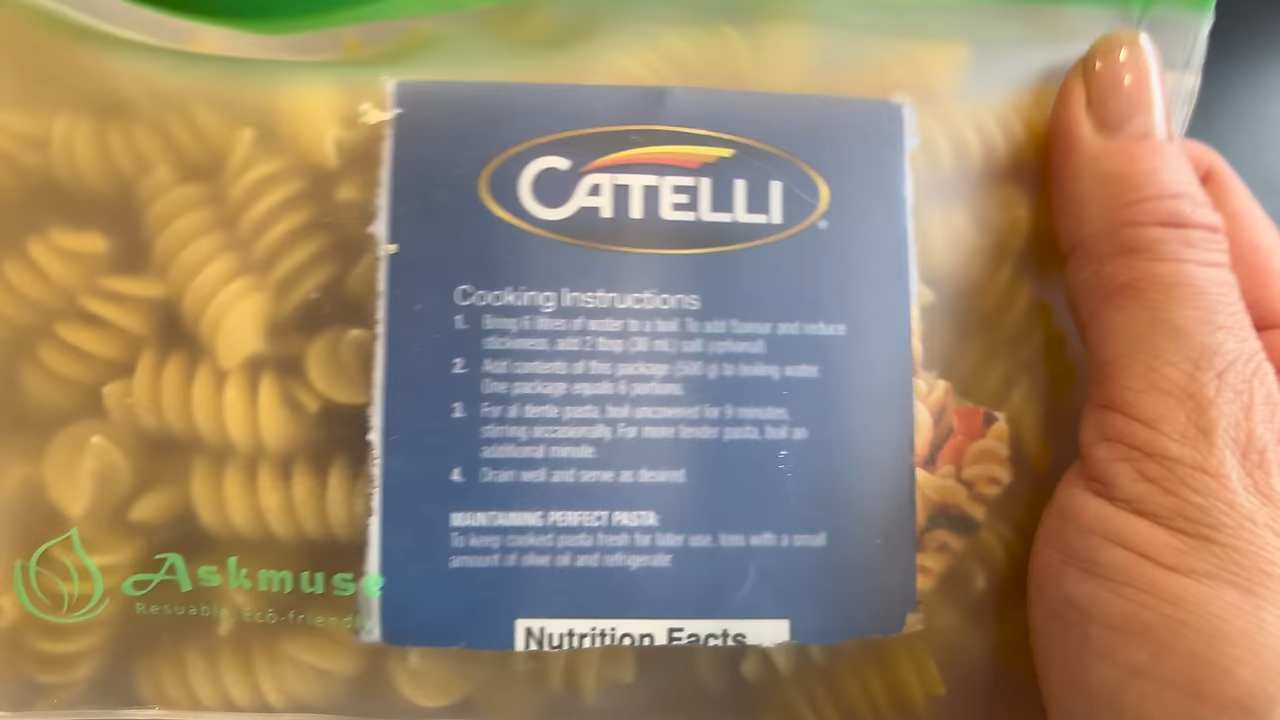 CATELLI
Cooking Instructions
1. Bring 6 litres of water to a boil. To add flavour and reduce
stickiness, add 2 tbsp (30 mL) salt (optional).
2. Add contents of this package (500 g) to boiling water.
One package equals 6 portions.
3. For al dente pasta, boil uncovered for 9 minutes,
stirring occasionally. For more tender pasta, boil an
additional minute.
4. Drain well and serve as desired.
MAINTAINING PERFECT PASTA:
To keep cooked pasta fresh for later use, toss with a small
amount of olive oil and refrigerate.
Nutrition Facts
Askmuse
Resuable, Eco-friendly